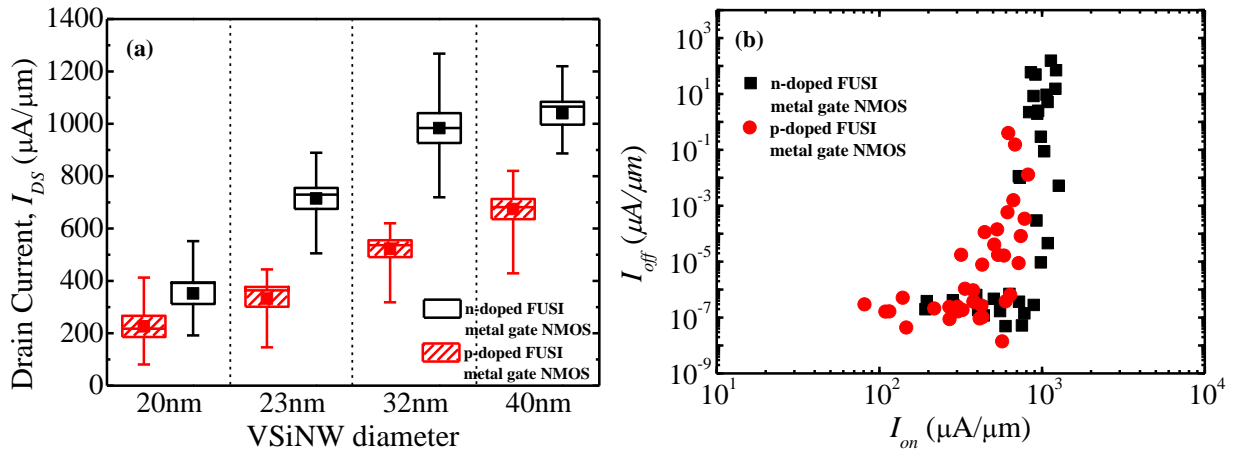 (a)
Drain Current, I_DS (μA/μm)
1400
1200
1000
800
600
400
200
0
n-doped FUSI
metal gate NMOS
p-doped FUSI
metal gate NMOS
20nm 23nm 32nm 40nm
VSiNW diameter
(b)
I_off (μA/μm)
10^3
10^1
10^-1
10^-3
10^-5
10^-7
10^-9
n-doped FUSI
metal gate NMOS
p-doped FUSI
metal gate NMOS
10^1 10^2 10^3 10^4
I_on (μA/μm)